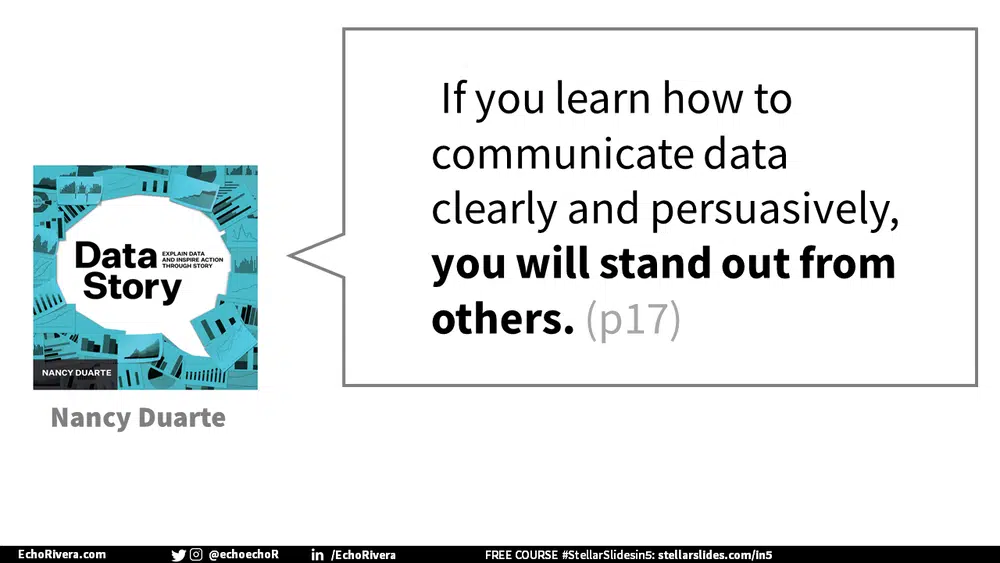 If you learn how to
communicate data
clearly and persuasively,
you will stand out from
others. (p17)
Data
Story
EXPLAIN DATA
AND INSPIRE ACTION
THROUGH STORY
NANCY DUARTE
Nancy Duarte
EchoRivera.com
@echoechoR
in /EchoRivera
FREE COURSE #StellarSlidesin5: stellarslides.com/in5